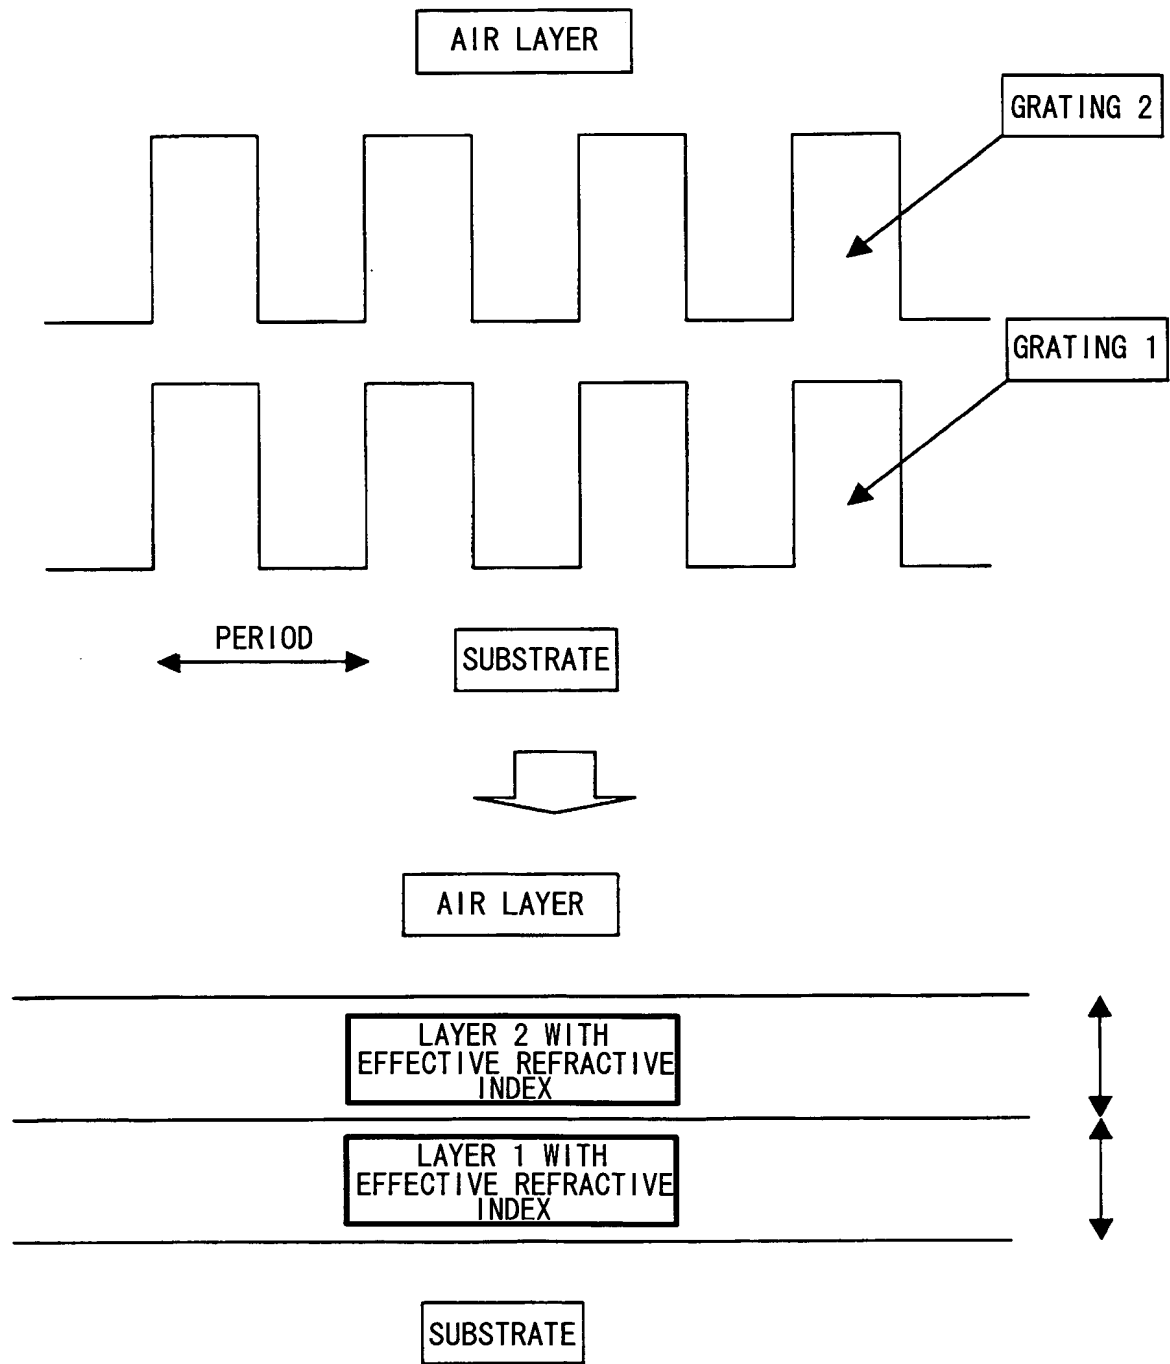 AIR LAYER
GRATING 2
GRATING 1
PERIOD
SUBSTRATE
AIR LAYER
LAYER 2 WITH
EFFECTIVE REFRACTIVE
INDEX
LAYER 1 WITH
EFFECTIVE REFRACTIVE
INDEX
SUBSTRATE